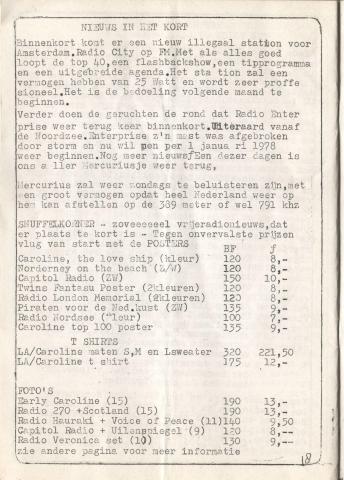 NIEUWS IN HET KORT
Binnenkort komt er een nieuw illegaal station voor
Amsterdam.Radio City op FM.Met als alles goed
loopt de top 40,een flashbackshow,een tipprogramma
en een uitgebreide agenda.Het sta tion zal een
vermogen hebben van 25 Watt en wordt zeer proffe
sioneel.Het is de bedoeling volgende maand te
beginnen.
Verder doen de geruchten de rond dat Radio Enter
prise weer terug keer binnenkort.Uiteraard vanaf
de Noordzee.Enterprise z'n mast was afgebroken
door storm en nu wil men per 1 janua ri 1978
weer beginnen.Nog meer nieuws?Een dezer dagen is
ons a ller Mercuriusje weer terug,
Mercurius zal weer zondags te beluisteren zijn,met
een groot vermogen opdat heel Nederland weer op
hem kan afstellen op de 389 meter of wel 791 khz
SNUFFELKOENER - zoveeeeeel vrijeradionieuws,dat
er plaats te kort is - Tegen onvervalste prijzen
vlug van start met de POSTERS
BF f
Caroline, the love ship (2kleur) 120 8,-
Norderney on the beach (Z/W) 120 8,-
Capitol Radio (ZW) 150 10,-
Twins Fantasy Poster (2kleuren) 120 8,-
Radio London Memorial (2kleuren) 120 8,-
Piraten voor de Ned.kust (ZW) 135 9,-
Radio Nordsee (kleur) 100 7,-
Caroline top 100 poster 135 9,-
T SHIRTS
LA/Caroline maten S,M en Lsweater 320 221,50
LA/Caroline t shirt 175 12,-
FOTO'S
Early Caroline (15) 190 13,-
Radio 270 +Scotland (15) 190 13,-
Radio Hauraki + Voice of Peace (11)140 9,50
Capitol Radio + Uilenspiegel (9) 120 8,--
Radio Veronica set (10) 130 9,--
zie andere pagina voor meer informatie
8